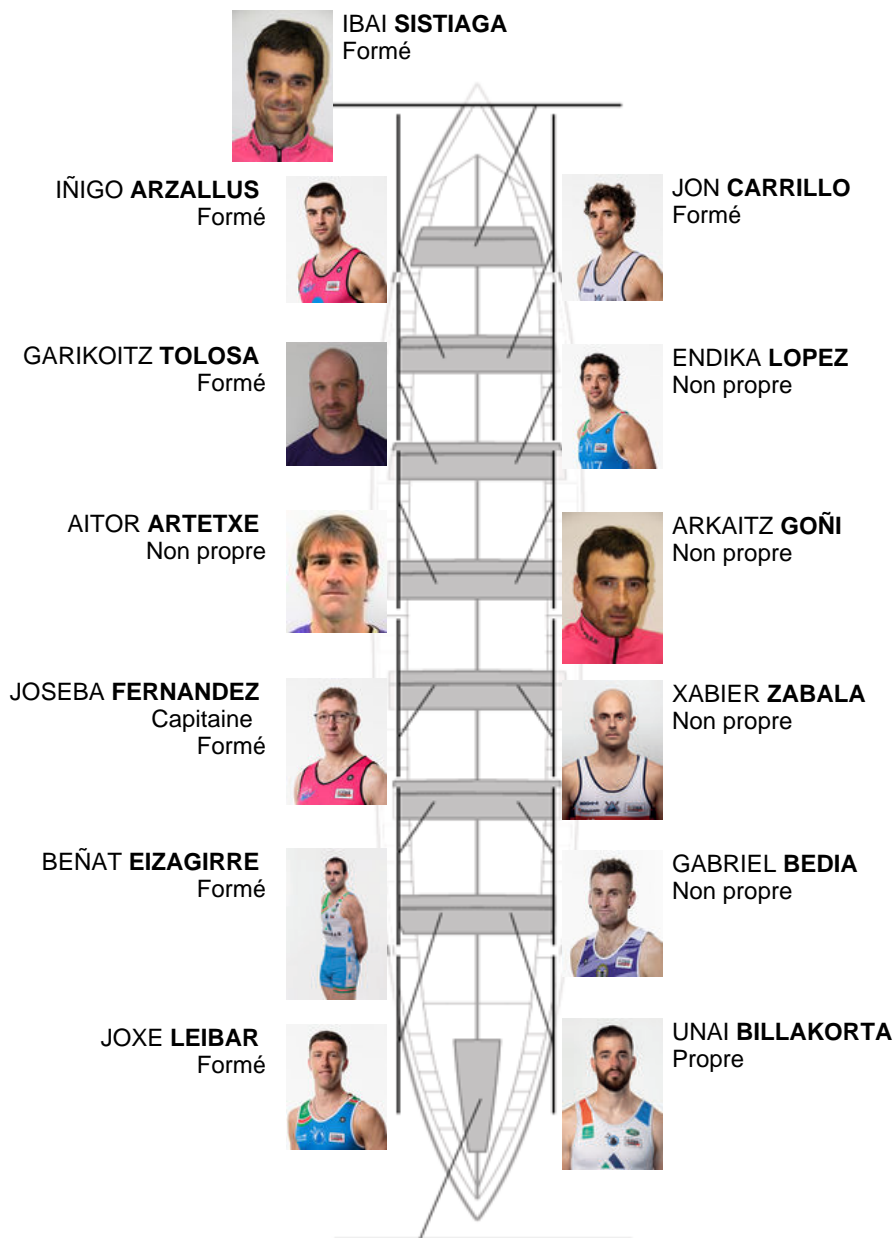 IBAI SISTIAGA
Formé
IÑIGO ARZALLUS
Formé
JON CARRILLO
Formé
GARIKOITZ TOLOSA
Formé
ENDIKA LOPEZ
Non propre
AITOR ARTETXE
Non propre
ARKAITZ GOÑI
Non propre
JOSEBA FERNANDEZ
Capitaine
Formé
XABIER ZABALA
Non propre
BEÑAT EIZAGIRRE
Formé
GABRIEL BEDIA
Non propre
JOXE LEIBAR
Formé
UNAI BILLAKORTA
Propre